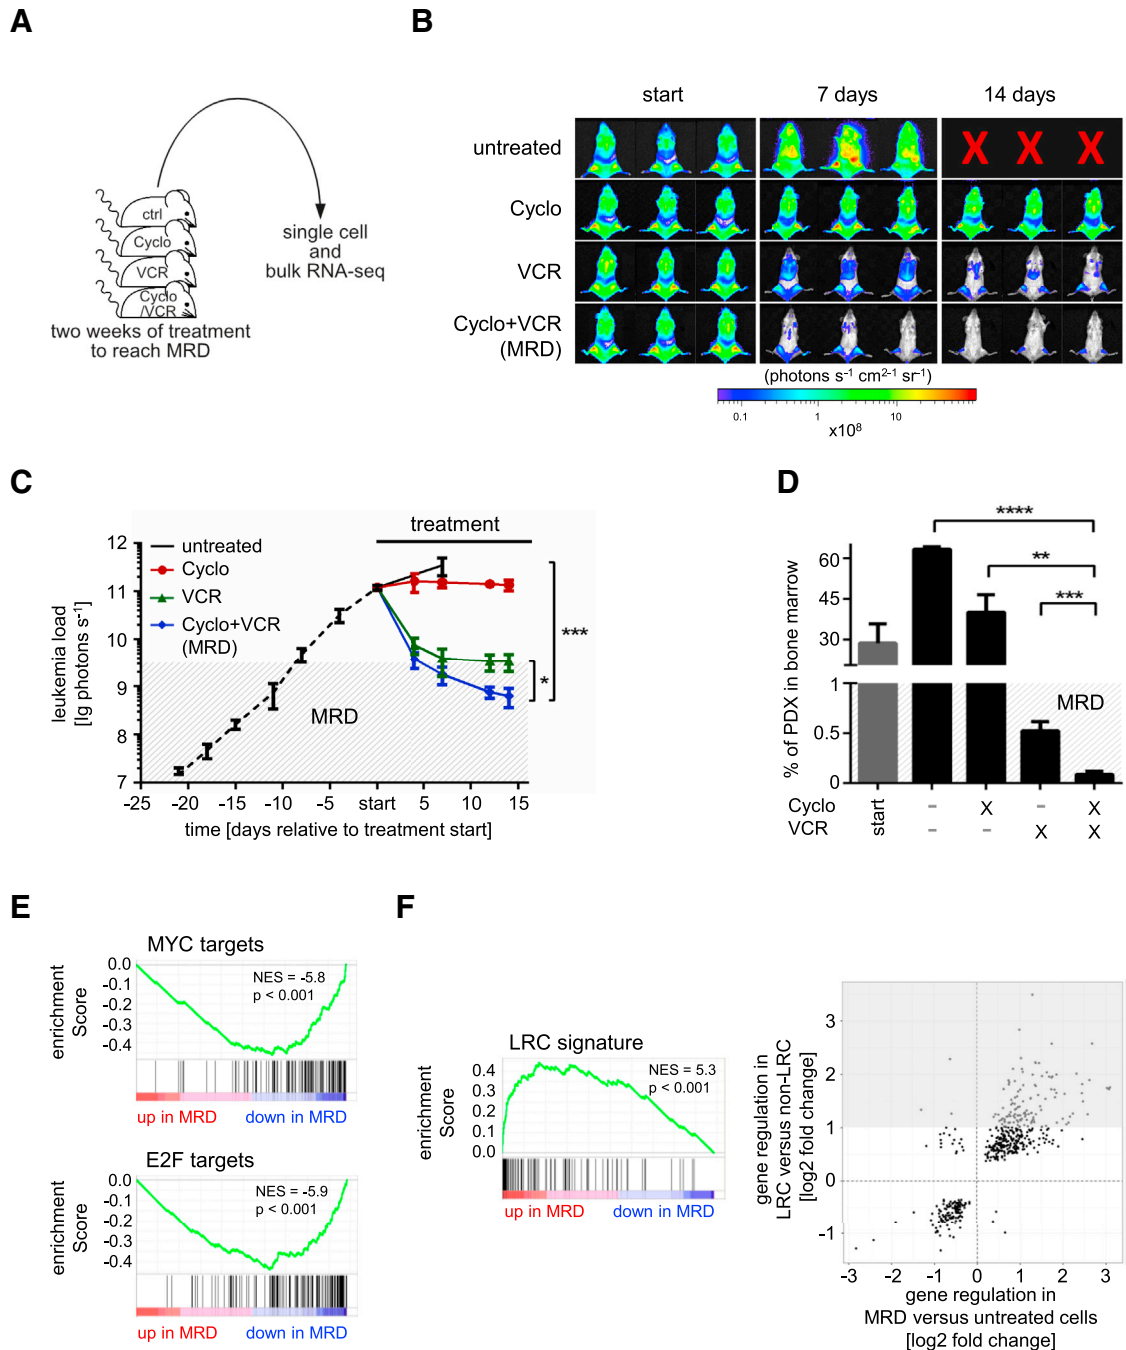 A
ctrl
Cyclo
VCR
Cyclo
/VCR
two weeks of treatment
to reach MRD
single cell
and
bulk RNA-seq
B
start
7 days
14 days
untreated
X X X
Cyclo
VCR
Cyclo+VCR
(MRD)
(photons s⁻¹ cm²⁻¹ sr⁻¹)
0.1
1
10
x10⁸
C
treatment
untreated
Cyclo
VCR
Cyclo+VCR
(MRD)
leukemia load
[lg photons s⁻¹]
12
11
10
9
8
7
MRD
***
*
-25 -20 -15 -10 -5 start 5 10 15
time [days relative to treatment start]
D
****
**
***
% of PDX in bone marrow
60
45
30
1
0.5
0
MRD
start
Cyclo - X - X
VCR - - X X
E
MYC targets
enrichment
Score
0.0
-0.1
-0.2
-0.3
-0.4
NES = -5.8
p < 0.001
up in MRD
down in MRD
E2F targets
enrichment
Score
0.0
-0.1
-0.2
-0.3
-0.4
NES = -5.9
p < 0.001
up in MRD
down in MRD
F
LRC signature
enrichment
Score
0.4
0.3
0.2
0.1
0.0
NES = 5.3
p < 0.001
up in MRD
down in MRD
gene regulation in
LRC versus non-LRC
[log2 fold change]
3
2
1
0
-1
-3 -2 -1 0 1 2 3
gene regulation in
MRD versus untreated cells
[log2 fold change]